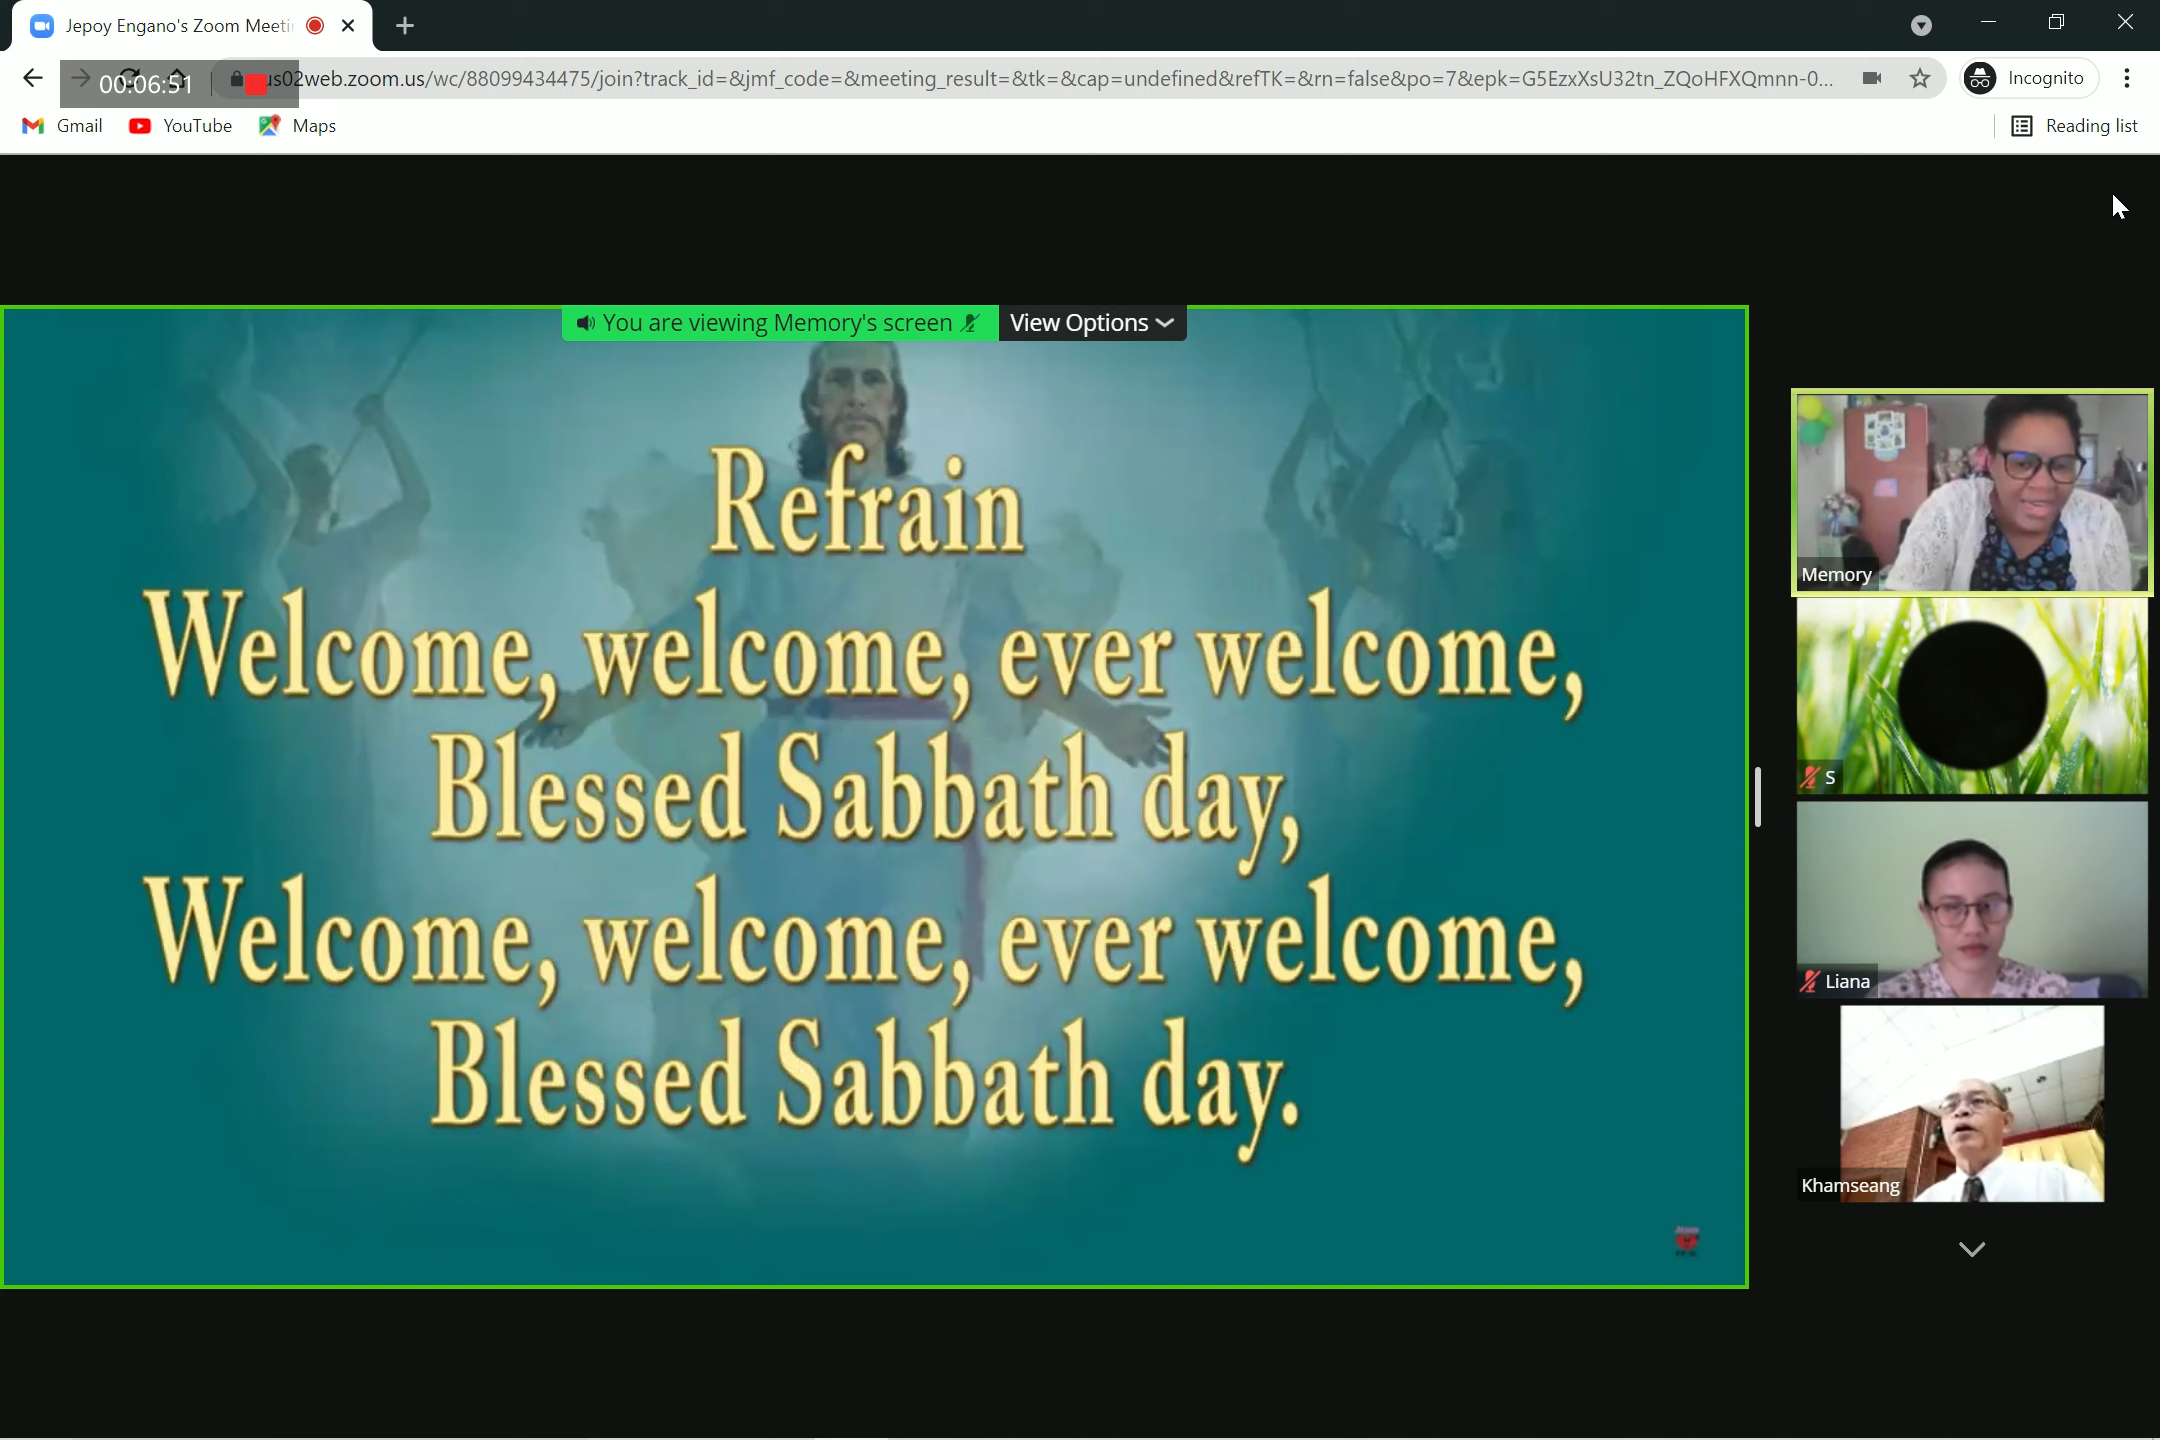 Jepoy Engano's Zoom Meeti
00:06:51
us02web.zoom.us/wc/88099434475/join?track_id=&jmf_code=&meeting_result=&tk=&cap=undefined&refTK=&rn=false&po=7&epk=G5EzxXsU32tn_ZQoHFXQmnn-0...
Incognito
Gmail
YouTube
Maps
Reading list
You are viewing Memory's screen
View Options
Refrain
Welcome, welcome, ever welcome,
Blessed Sabbath day,
Welcome, welcome, ever welcome,
Blessed Sabbath day.
Memory
S
Liana
Khamseang